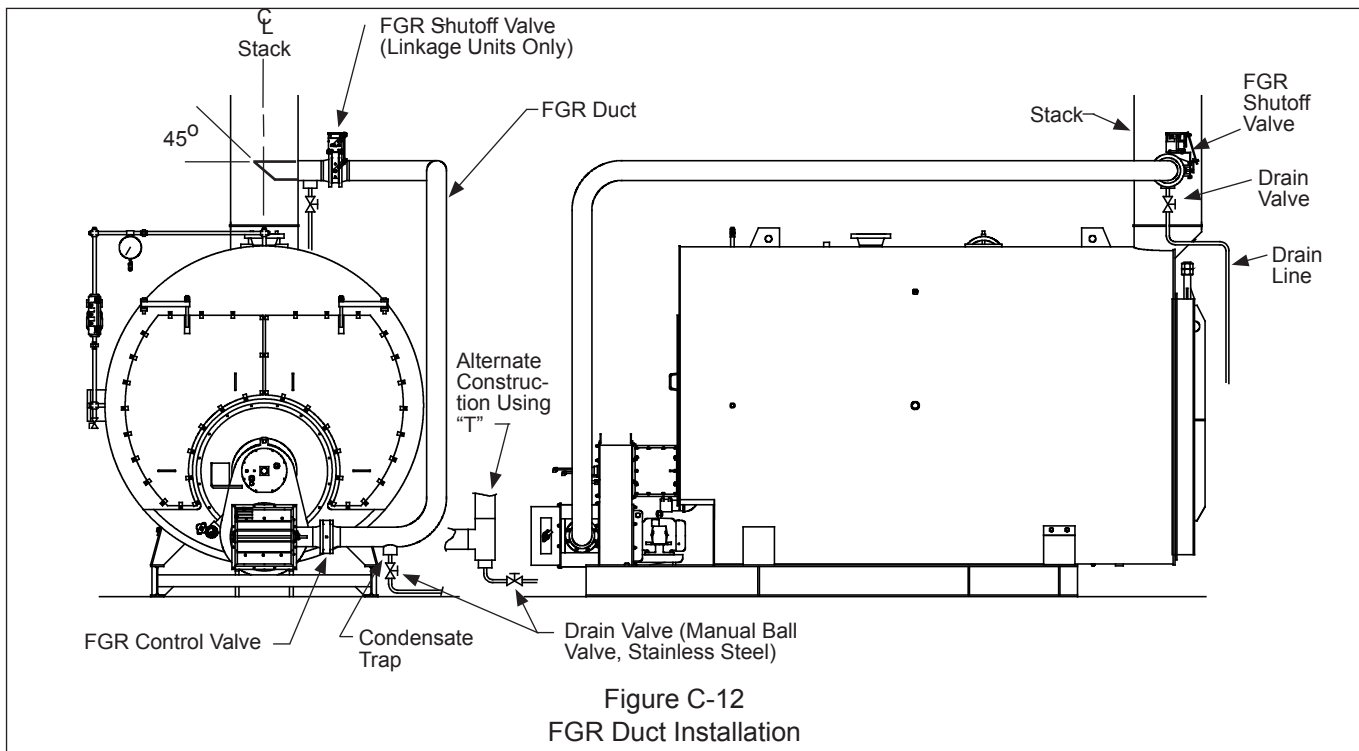 ℄
Stack
FGR Shutoff Valve
(Linkage Units Only)
45º
FGR Duct
Stack
FGR
Shutoff
Valve
Drain
Valve
Drain
Line
Alternate
Construc-
tion Using
“T”
FGR Control Valve
Condensate
Trap
Drain Valve (Manual Ball
Valve, Stainless Steel)
Figure C-12
FGR Duct Installation